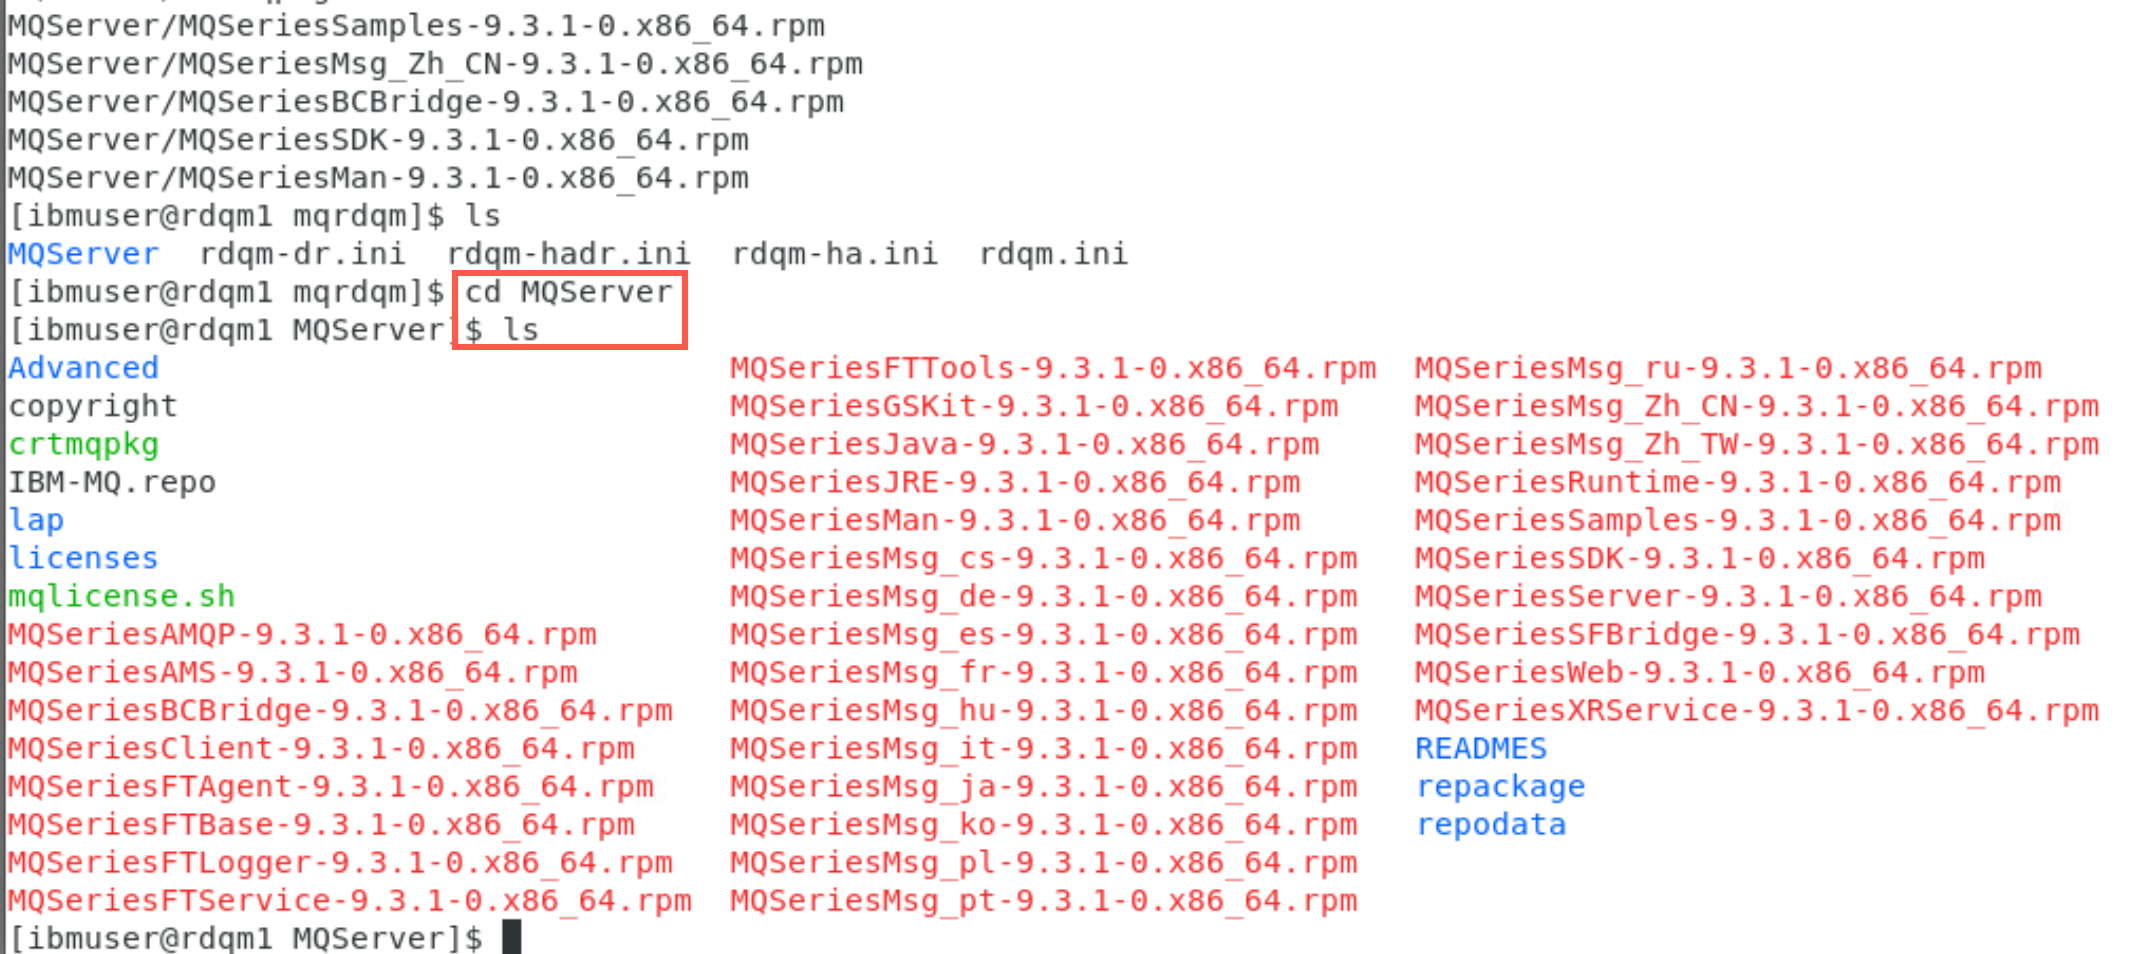 MQServer/MQSeriesSamples-9.3.1-0.x86_64.rpm
MQServer/MQSeriesMsg_Zh_CN-9.3.1-0.x86_64.rpm
MQServer/MQSeriesBCBridge-9.3.1-0.x86_64.rpm
MQServer/MQSeriesSDK-9.3.1-0.x86_64.rpm
MQServer/MQSeriesMan-9.3.1-0.x86_64.rpm
[ibmuser@rdqm1 mqrdqm]$ ls
MQServer  rdqm-dr.ini  rdqm-hadr.ini  rdqm-ha.ini  rdqm.ini
[ibmuser@rdqm1 mqrdqm]$ cd MQServer
[ibmuser@rdqm1 MQServer]$ ls
Advanced  MQSeriesFTTools-9.3.1-0.x86_64.rpm  MQSeriesMsg_ru-9.3.1-0.x86_64.rpm
copyright  MQSeriesGSKit-9.3.1-0.x86_64.rpm  MQSeriesMsg_Zh_CN-9.3.1-0.x86_64.rpm
crtmqpkg  MQSeriesJava-9.3.1-0.x86_64.rpm  MQSeriesMsg_Zh_TW-9.3.1-0.x86_64.rpm
IBM-MQ.repo  MQSeriesJRE-9.3.1-0.x86_64.rpm  MQSeriesRuntime-9.3.1-0.x86_64.rpm
lap  MQSeriesMan-9.3.1-0.x86_64.rpm  MQSeriesSamples-9.3.1-0.x86_64.rpm
licenses  MQSeriesMsg_cs-9.3.1-0.x86_64.rpm  MQSeriesSDK-9.3.1-0.x86_64.rpm
mqlicense.sh  MQSeriesMsg_de-9.3.1-0.x86_64.rpm  MQSeriesServer-9.3.1-0.x86_64.rpm
MQSeriesAMQP-9.3.1-0.x86_64.rpm  MQSeriesMsg_es-9.3.1-0.x86_64.rpm  MQSeriesSFBridge-9.3.1-0.x86_64.rpm
MQSeriesAMS-9.3.1-0.x86_64.rpm  MQSeriesMsg_fr-9.3.1-0.x86_64.rpm  MQSeriesWeb-9.3.1-0.x86_64.rpm
MQSeriesBCBridge-9.3.1-0.x86_64.rpm  MQSeriesMsg_hu-9.3.1-0.x86_64.rpm  MQSeriesXRService-9.3.1-0.x86_64.rpm
MQSeriesClient-9.3.1-0.x86_64.rpm  MQSeriesMsg_it-9.3.1-0.x86_64.rpm  READMES
MQSeriesFTAgent-9.3.1-0.x86_64.rpm  MQSeriesMsg_ja-9.3.1-0.x86_64.rpm  repackage
MQSeriesFTBase-9.3.1-0.x86_64.rpm  MQSeriesMsg_ko-9.3.1-0.x86_64.rpm  repodata
MQSeriesFTLogger-9.3.1-0.x86_64.rpm  MQSeriesMsg_pl-9.3.1-0.x86_64.rpm
MQSeriesFTService-9.3.1-0.x86_64.rpm  MQSeriesMsg_pt-9.3.1-0.x86_64.rpm
[ibmuser@rdqm1 MQServer]$